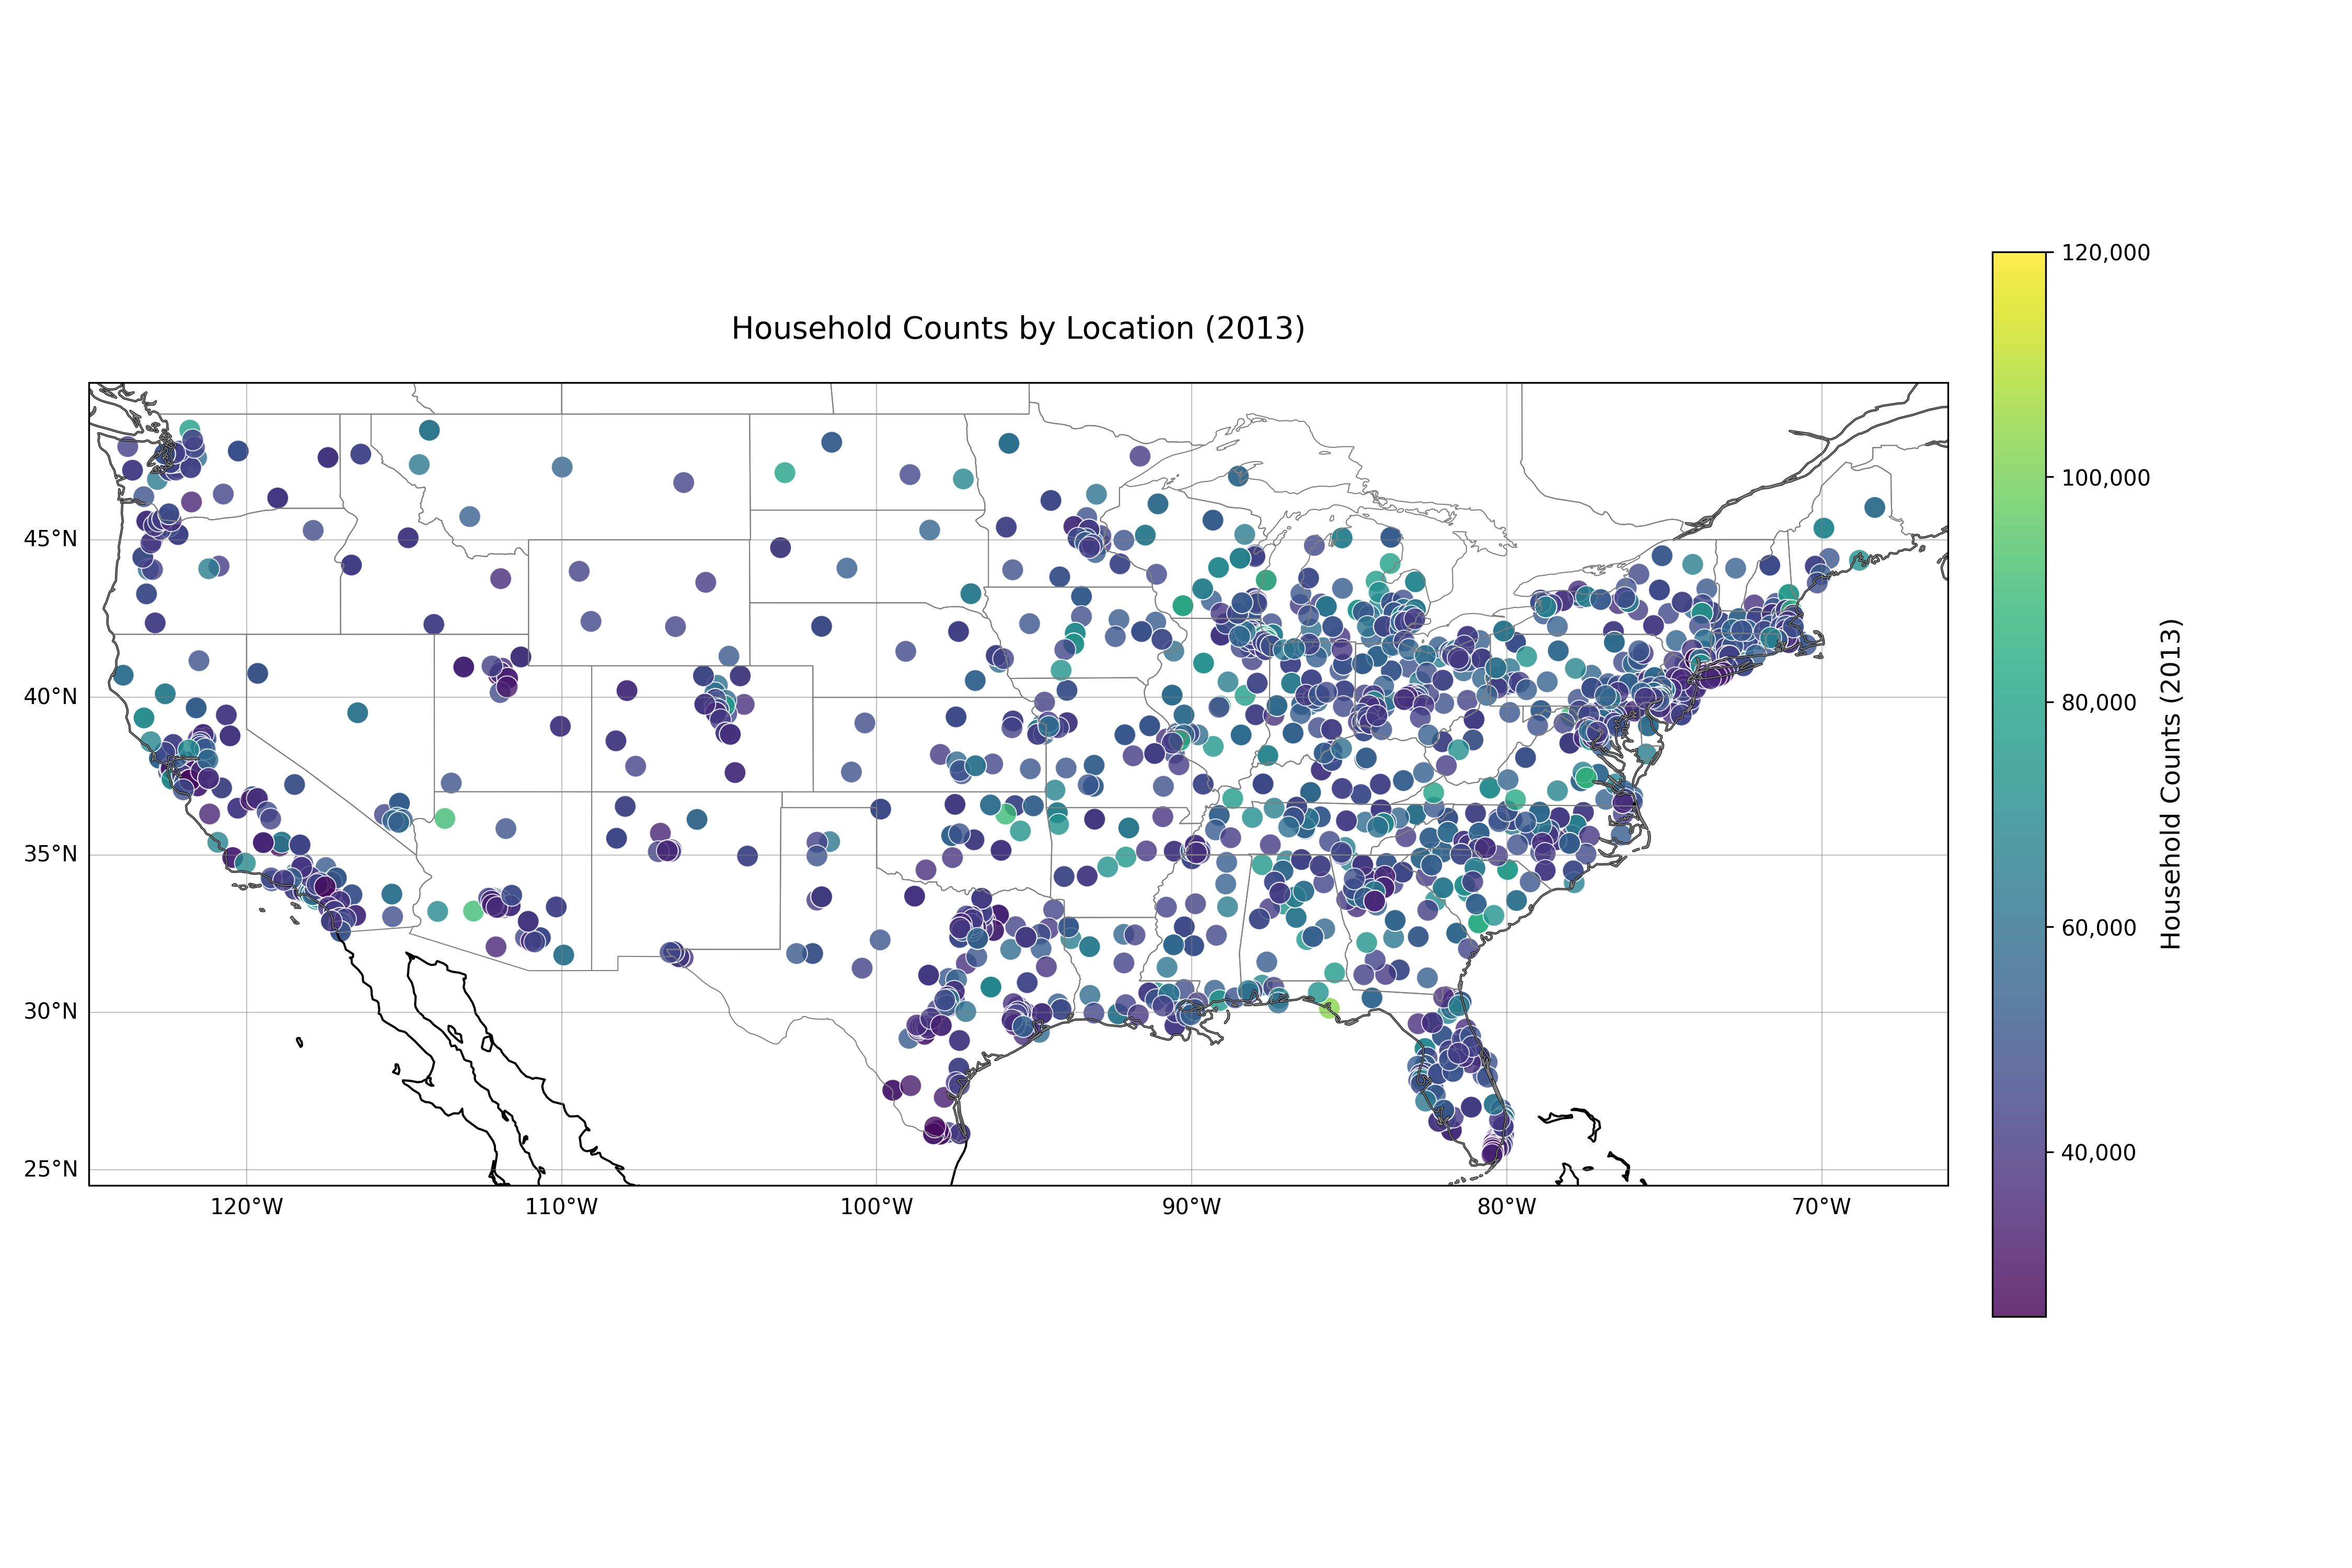 Household Counts by Location (2013)
45°N
40°N
35°N
30°N
25°N
120°W
110°W
100°W
90°W
80°W
70°W
120,000
100,000
80,000
60,000
40,000
Household Counts (2013)